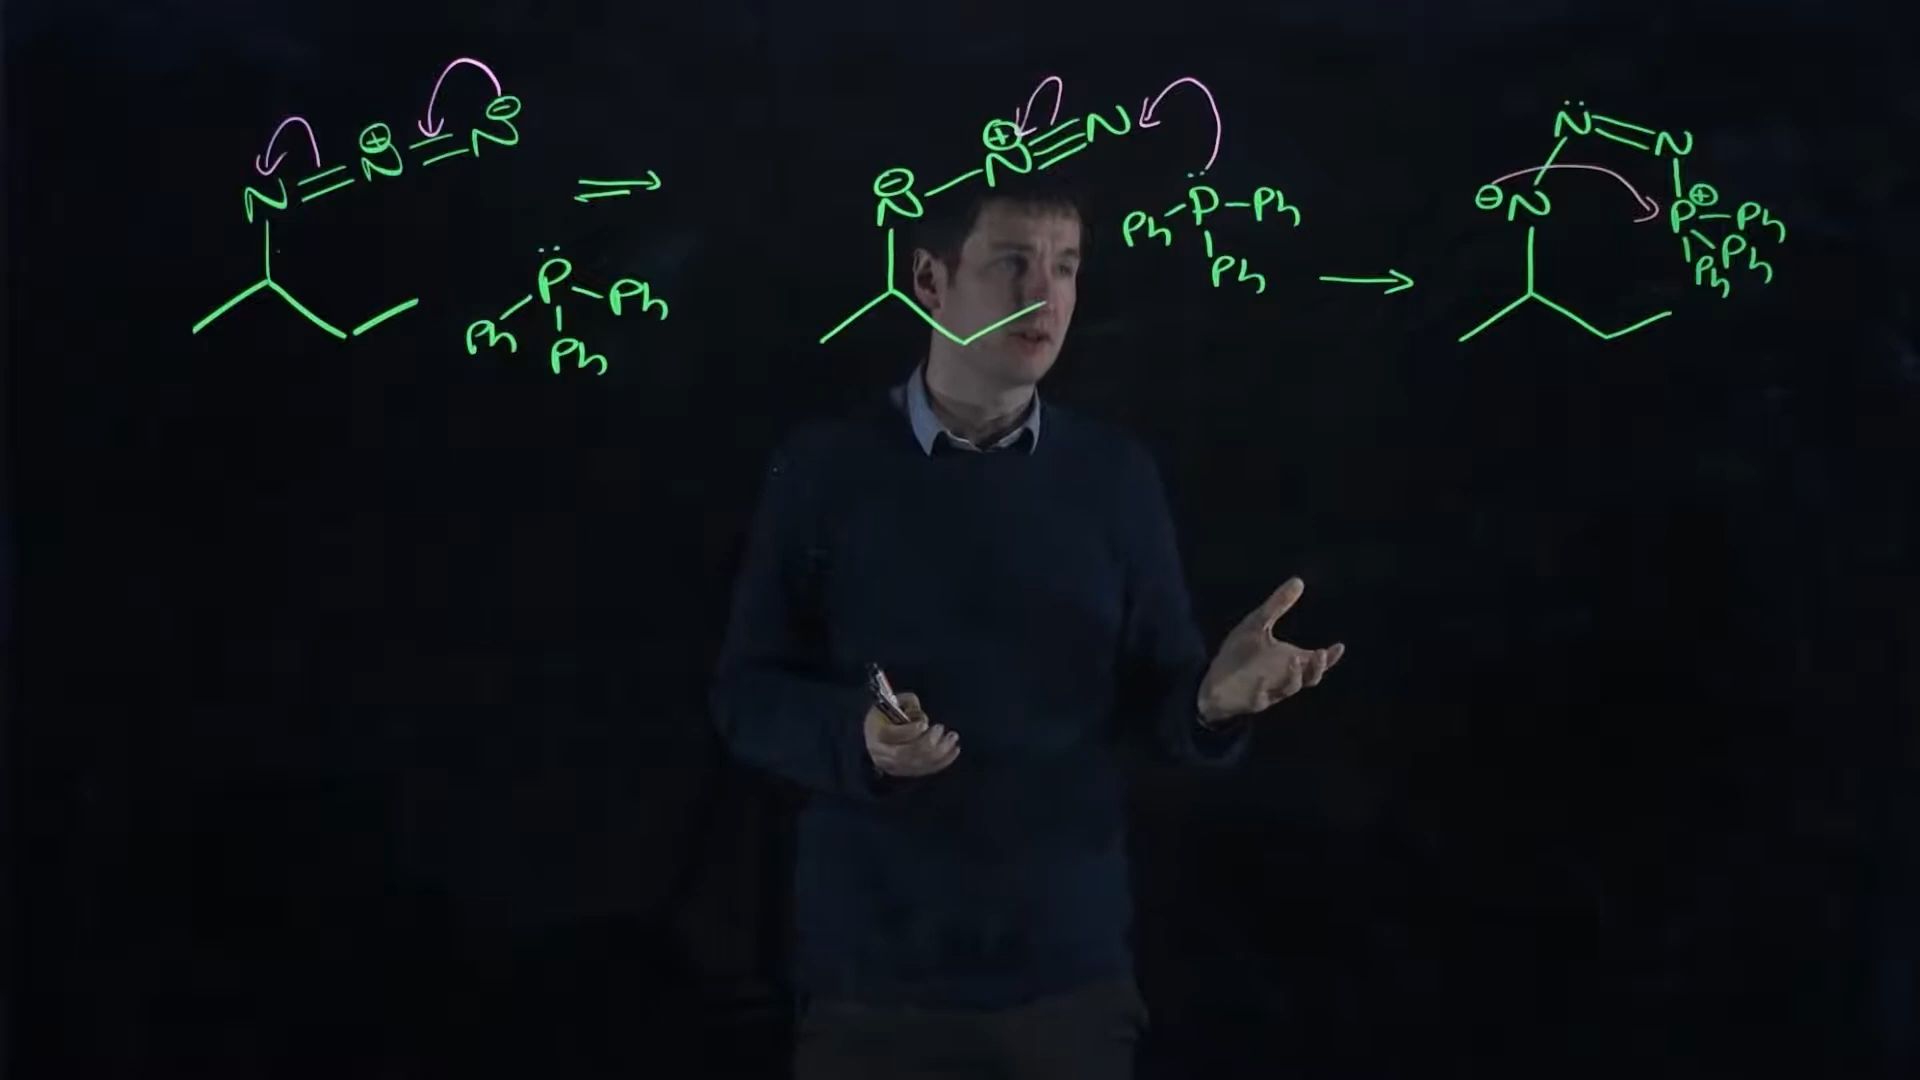 N=N⊕=N⊖
P̈ Ph Ph Ph
⇌
N⊖–N⊕≡N
P̈ Ph Ph Ph
→
⊖N–N̈=N–P⊕ Ph Ph Ph